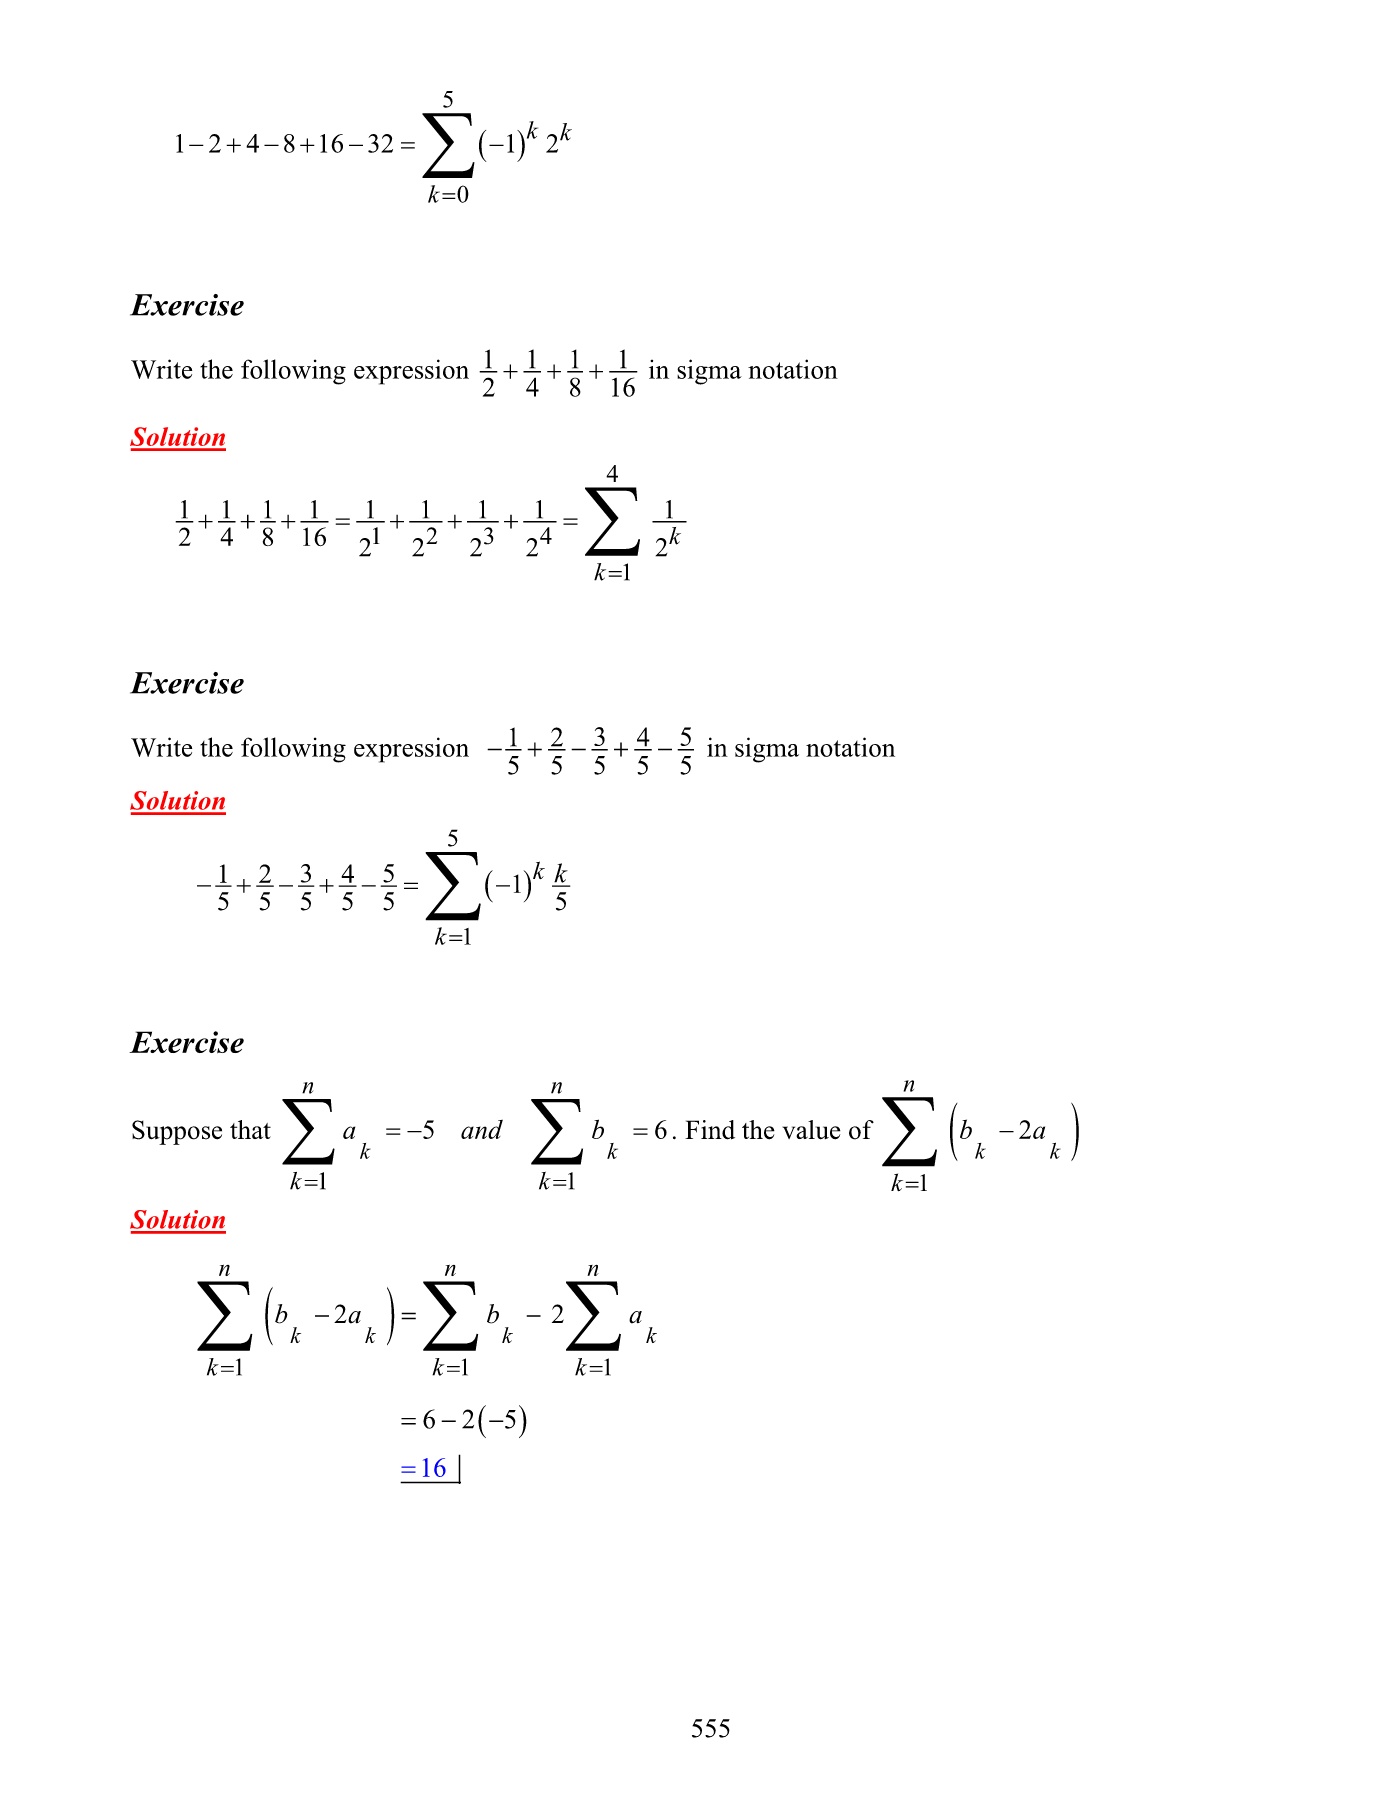 1 − 2 + 4 − 8 + 16 − 32 = \sum_{k=0}^{5} (−1)^k 2^k
Exercise
Write the following expression \frac{1}{2} + \frac{1}{4} + \frac{1}{8} + \frac{1}{16} in sigma notation
Solution
\frac{1}{2} + \frac{1}{4} + \frac{1}{8} + \frac{1}{16} = \frac{1}{2^1} + \frac{1}{2^2} + \frac{1}{2^3} + \frac{1}{2^4} = \sum_{k=1}^{4} \frac{1}{2^k}
Exercise
Write the following expression −\frac{1}{5} + \frac{2}{5} − \frac{3}{5} + \frac{4}{5} − \frac{5}{5} in sigma notation
Solution
−\frac{1}{5} + \frac{2}{5} − \frac{3}{5} + \frac{4}{5} − \frac{5}{5} = \sum_{k=1}^{5} (−1)^k \frac{k}{5}
Exercise
Suppose that \sum_{k=1}^{n} a_k = −5 and \sum_{k=1}^{n} b_k = 6. Find the value of \sum_{k=1}^{n} (b_k − 2a_k)
Solution
\sum_{k=1}^{n} (b_k − 2a_k) = \sum_{k=1}^{n} b_k − 2 \sum_{k=1}^{n} a_k
= 6 − 2(−5)
= 16
555